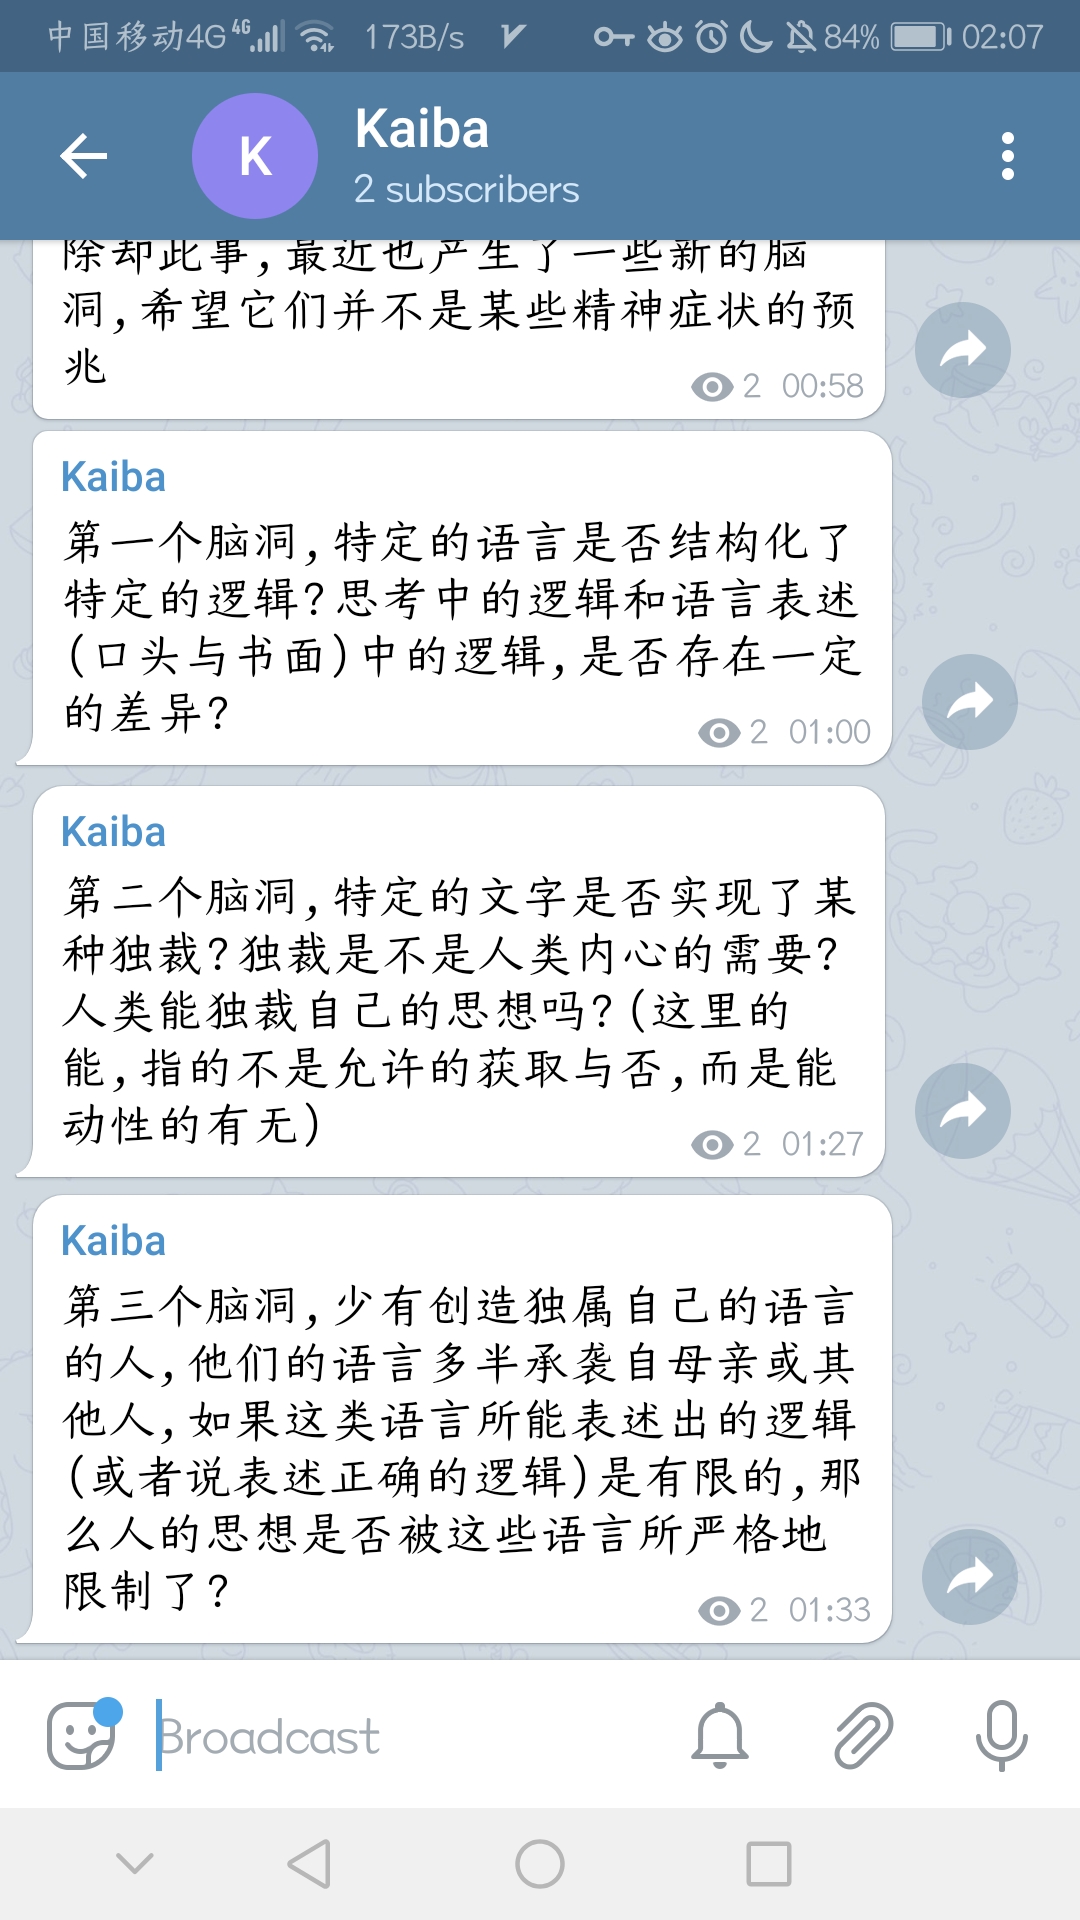 中国移动4G 4G 173B/s 84% 02:07
K
Kaiba
2 subscribers
除却此事,最近也产生了一些新的脑
洞,希望它们并不是某些精神症状的预
兆
2 00:58
Kaiba
第一个脑洞,特定的语言是否结构化了
特定的逻辑?思考中的逻辑和语言表述
(口头与书面)中的逻辑,是否存在一定
的差异?
2 01:00
Kaiba
第二个脑洞,特定的文字是否实现了某
种独裁?独裁是不是人类内心的需要?
人类能独裁自己的思想吗?(这里的
能,指的不是允许的获取与否,而是能
动性的有无)
2 01:27
Kaiba
第三个脑洞,少有创造独属自己的语言
的人,他们的语言多半承袭自母亲或其
他人,如果这类语言所能表述出的逻辑
(或者说表述正确的逻辑)是有限的,那
么人的思想是否被这些语言所严格地
限制了?
2 01:33
Broadcast